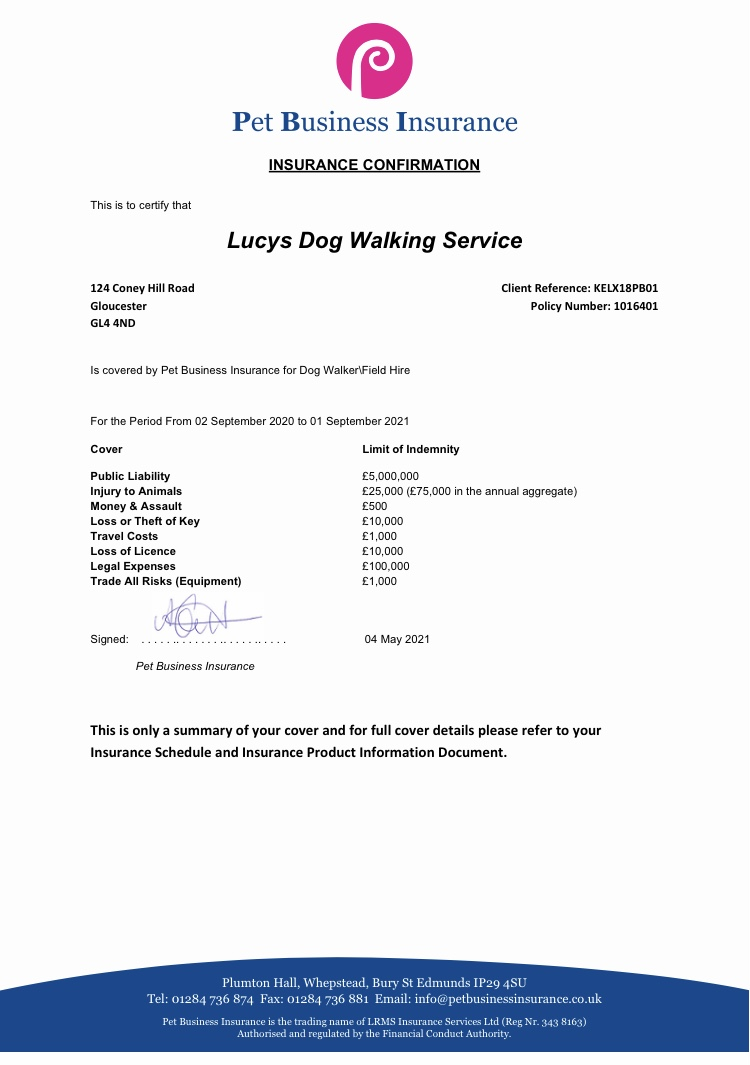 Pet Business Insurance
INSURANCE CONFIRMATION
This is to certify that
Lucys Dog Walking Service
124 Coney Hill Road
Gloucester
GL4 4ND
Client Reference: KELX18PB01
Policy Number: 1016401
Is covered by Pet Business Insurance for Dog Walker\Field Hire
For the Period From 02 September 2020 to 01 September 2021
Cover Limit of Indemnity
Public Liability £5,000,000
Injury to Animals £25,000 (£75,000 in the annual aggregate)
Money & Assault £500
Loss or Theft of Key £10,000
Travel Costs £1,000
Loss of Licence £10,000
Legal Expenses £100,000
Trade All Risks (Equipment) £1,000
Signed: . . . . . .. . . . . . . .. . . . . .. . . . . 04 May 2021
Pet Business Insurance
This is only a summary of your cover and for full cover details please refer to your
Insurance Schedule and Insurance Product Information Document.
Plumton Hall, Whepstead, Bury St Edmunds IP29 4SU
Tel: 01284 736 874 Fax: 01284 736 881 Email: info@petbusinessinsurance.co.uk
Pet Business Insurance is the trading name of LRMS Insurance Services Ltd (Reg Nr. 343 8163)
Authorised and regulated by the Financial Conduct Authority.